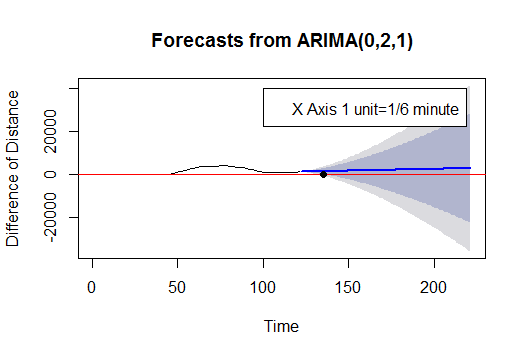 Forecasts from ARIMA(0,2,1)
X Axis 1 unit=1/6 minute
Difference of Distance
20000
0
-20000
0 50 100 150 200
Time